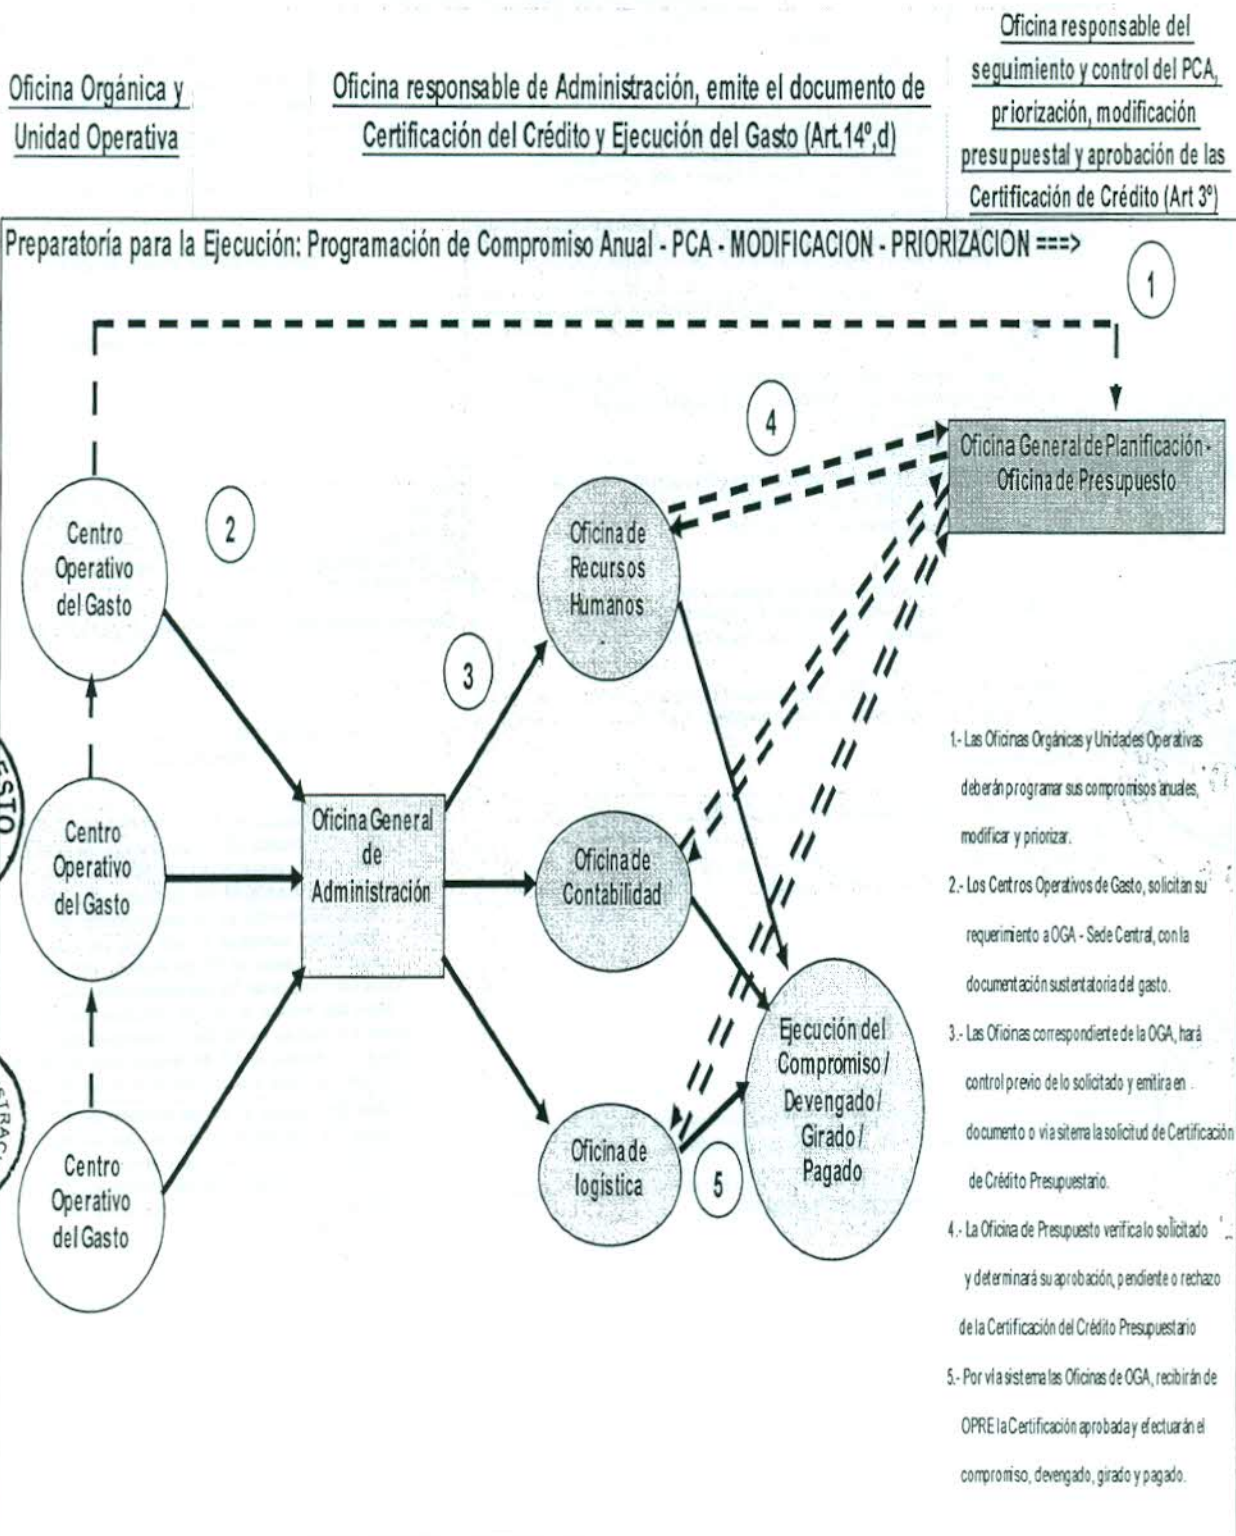 Oficina Orgánica y
Unidad Operativa
Oficina responsable de Administración, emite el documento de
Certificación del Crédito y Ejecución del Gasto (Art.14º,d)
Oficina responsable del
seguimiento y control del PCA,
priorización, modificación
presupuestal y aprobación de las
Certificación de Crédito (Art 3º)
Preparatoría para la Ejecución: Programación de Compromiso Anual - PCA - MODIFICACION - PRIORIZACION ===>
1
4
Oficina General de Planificación -
Oficina de Presupuesto
2
Centro
Operativo
del Gasto
Oficina de
Recursos
Humanos
3
Centro
Operativo
del Gasto
Oficina General
de
Administración
Oficina de
Contabilidad
Centro
Operativo
del Gasto
Oficina de
logistica
5
Ejecución del
Compromiso /
Devengado /
Girado /
Pagado
1.- Las Oficinas Orgánicas y Unidades Operativas
deberán programar sus compromisos anuales,
modificar y priorizar.
2.- Los Centros Operativos de Gasto, solicitan su
requerimiento a OGA - Sede Central, con la
documentación sustentatoria del gasto.
3.- Las Oficinas correspondiente de la OGA, hará
control previo de lo solicitado y emitira en
documento o via sitema la solicitud de Certificación
de Crédito Presupuestario.
4.- La Oficina de Presupuesto verifica lo solicitado
y determinará su aprobación, pendiente o rechazo
de la Certificación del Crédito Presupuestario
5.- Por vía sistema las Oficinas de OGA, recibirán de
OPRE la Certificación aprobada y efectuarán el
compromiso, devengado, girado y pagado.